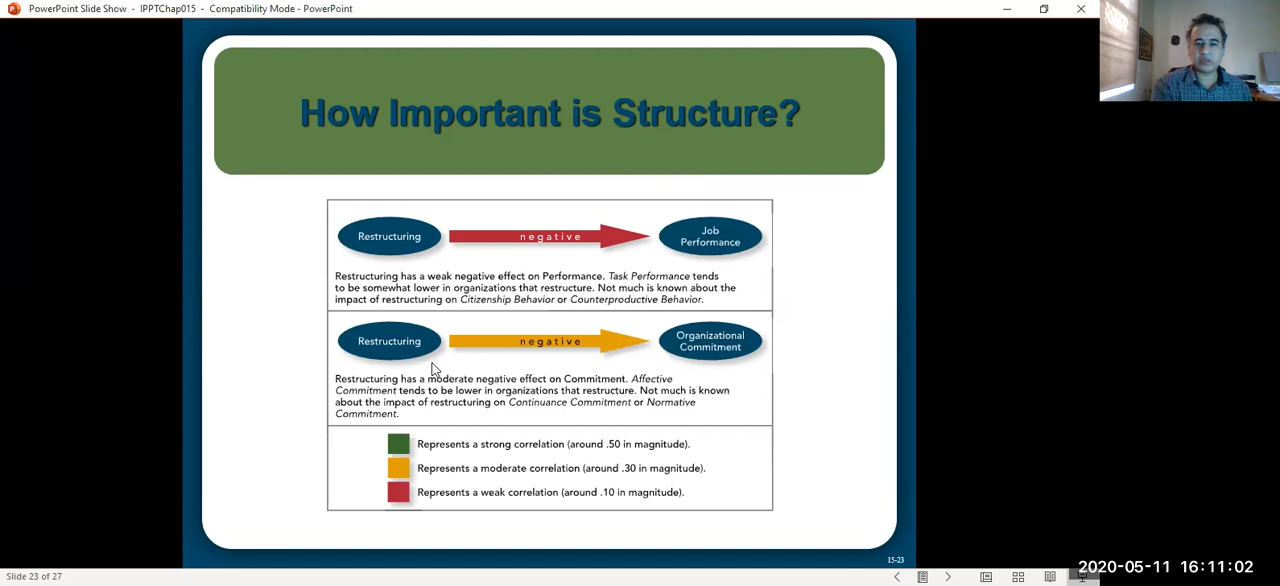 PowerPoint Slide Show - IPPTChap015 - Compatibility Mode - PowerPoint
How Important is Structure?
Restructuring
negative
Job
Performance
Restructuring has a weak negative effect on Performance. Task Performance tends
to be somewhat lower in organizations that restructure. Not much is known about the
impact of restructuring on Citizenship Behavior or Counterproductive Behavior.
Restructuring
negative
Organizational
Commitment
Restructuring has a moderate negative effect on Commitment. Affective
Commitment tends to be lower in organizations that restructure. Not much is known
about the impact of restructuring on Continuance Commitment or Normative
Commitment.
Represents a strong correlation (around .50 in magnitude).
Represents a moderate correlation (around .30 in magnitude).
Represents a weak correlation (around .10 in magnitude).
15-23
Slide 23 of 27
2020-05-11 16:11:02